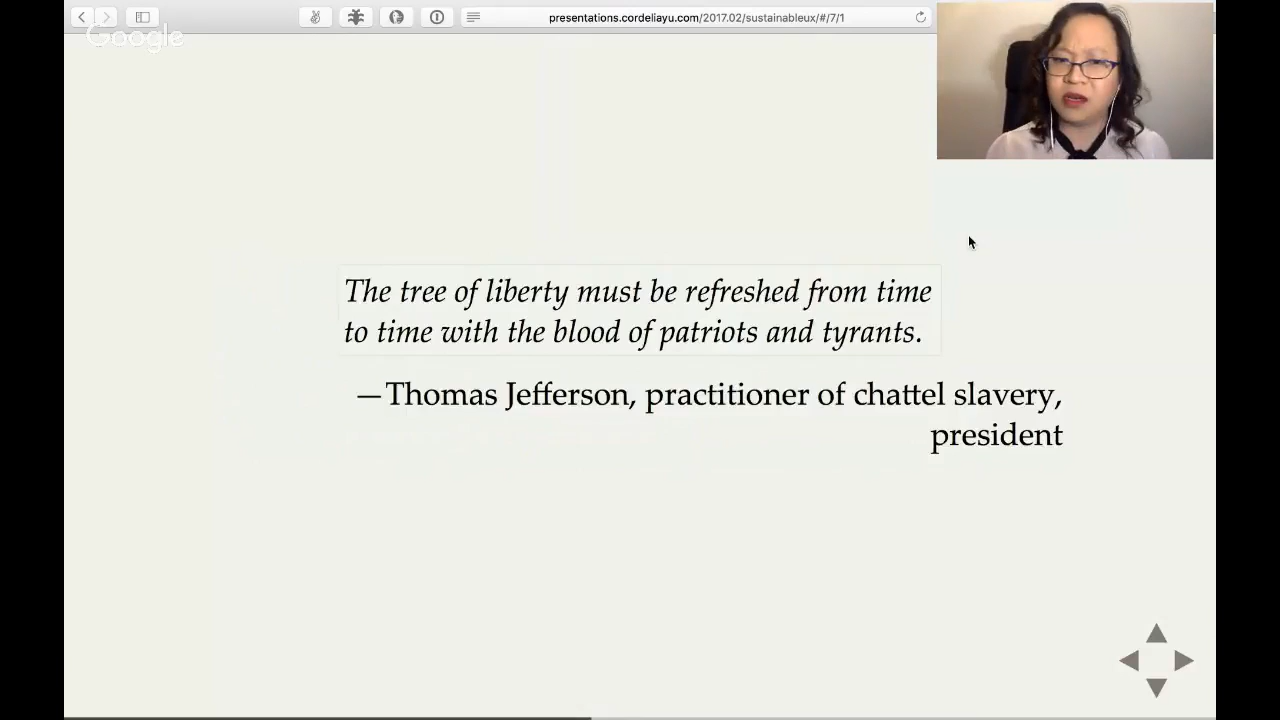 presentations.cordeliayu.com/2017.02/sustainableux/#/7/1
Google
The tree of liberty must be refreshed from time
to time with the blood of patriots and tyrants.
—Thomas Jefferson, practitioner of chattel slavery,
president